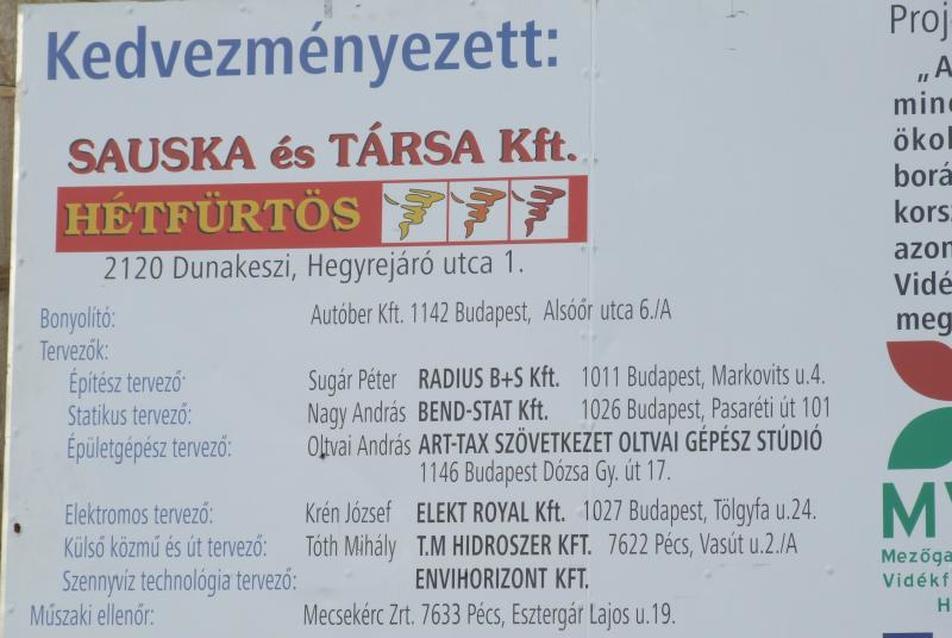 Kedvezményezett:
SAUSKA és TÁRSA Kft.
HÉTFÜRTÖS
2120 Dunakeszi, Hegyrejáró utca 1.
Bonyolító: Autóber Kft. 1142 Budapest, Alsóőr utca 6./A
Tervezők:
Építész tervező: Sugár Péter RADIUS B+S Kft. 1011 Budapest, Markovits u.4.
Statikus tervező: Nagy András BEND-STAT Kft. 1026 Budapest, Pasaréti út 101
Épületgépész tervező: Oltvai András ART-TAX SZÖVETKEZET OLTVAI GÉPÉSZ STÚDIÓ
1146 Budapest Dózsa Gy. út 17.
Elektromos tervező: Krén József ELEKT ROYAL Kft. 1027 Budapest, Tölgyfa u.24.
Külső közmű és út tervező: Tóth Mihály T.M HIDROSZER KFT. 7622 Pécs, Vasút u.2./A
Szennyvíz technológia tervező: ENVIHORIZONT KFT.
Műszaki ellenőr: Mecsekérc Zrt. 7633 Pécs, Esztergár Lajos u.19.
Proj
„A
mind
ökol
borá
korsz
azon
Vidé
meg
MV
Mezőga
Vidékf
H